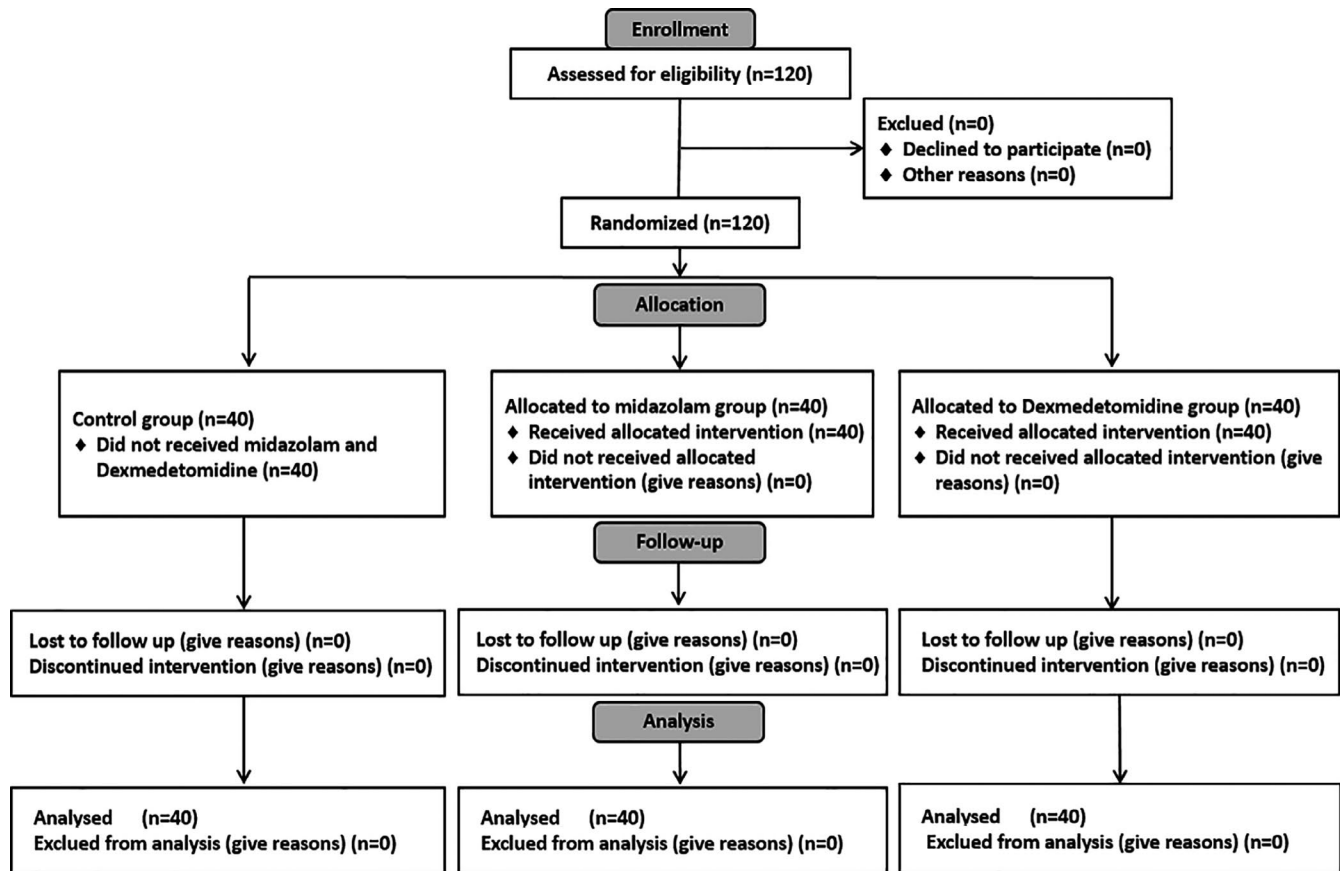 Enrollment
Assessed for eligibility (n=120)
Exclued (n=0)
♦ Declined to participate (n=0)
♦ Other reasons (n=0)
Randomized (n=120)
Allocation
Control group (n=40)
♦ Did not received midazolam and
Dexmedetomidine (n=40)
Allocated to midazolam group (n=40)
♦ Received allocated intervention (n=40)
♦ Did not received allocated
intervention (give reasons) (n=0)
Allocated to Dexmedetomidine group (n=40)
♦ Received allocated intervention (n=40)
♦ Did not received allocated intervention (give
reasons) (n=0)
Follow-up
Lost to follow up (give reasons) (n=0)
Discontinued intervention (give reasons) (n=0)
Lost to follow up (give reasons) (n=0)
Discontinued intervention (give reasons) (n=0)
Lost to follow up (give reasons) (n=0)
Discontinued intervention (give reasons) (n=0)
Analysis
Analysed (n=40)
Exclued from analysis (give reasons) (n=0)
Analysed (n=40)
Exclued from analysis (give reasons) (n=0)
Analysed (n=40)
Exclued from analysis (give reasons) (n=0)